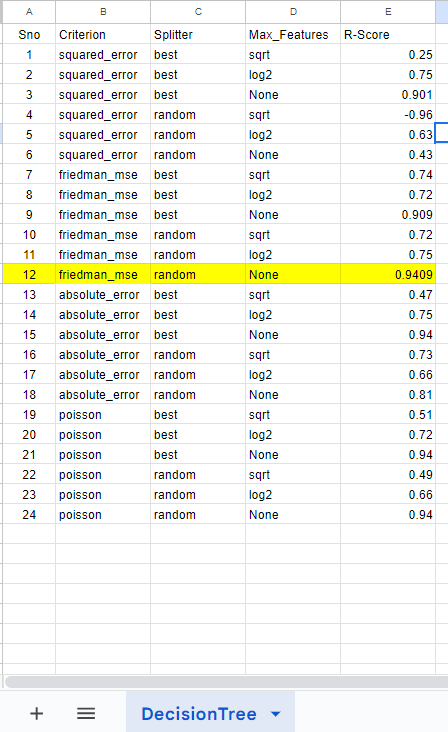 A B C D E
Sno Criterion Splitter Max_Features R-Score
1 squared_error best sqrt 0.25
2 squared_error best log2 0.75
3 squared_error best None 0.901
4 squared_error random sqrt -0.96
5 squared_error random log2 0.63
6 squared_error random None 0.43
7 friedman_mse best sqrt 0.74
8 friedman_mse best log2 0.72
9 friedman_mse best None 0.909
10 friedman_mse random sqrt 0.72
11 friedman_mse random log2 0.75
12 friedman_mse random None 0.9409
13 absolute_error best sqrt 0.47
14 absolute_error best log2 0.75
15 absolute_error best None 0.94
16 absolute_error random sqrt 0.73
17 absolute_error random log2 0.66
18 absolute_error random None 0.81
19 poisson best sqrt 0.51
20 poisson best log2 0.72
21 poisson best None 0.94
22 poisson random sqrt 0.49
23 poisson random log2 0.66
24 poisson random None 0.94
DecisionTree